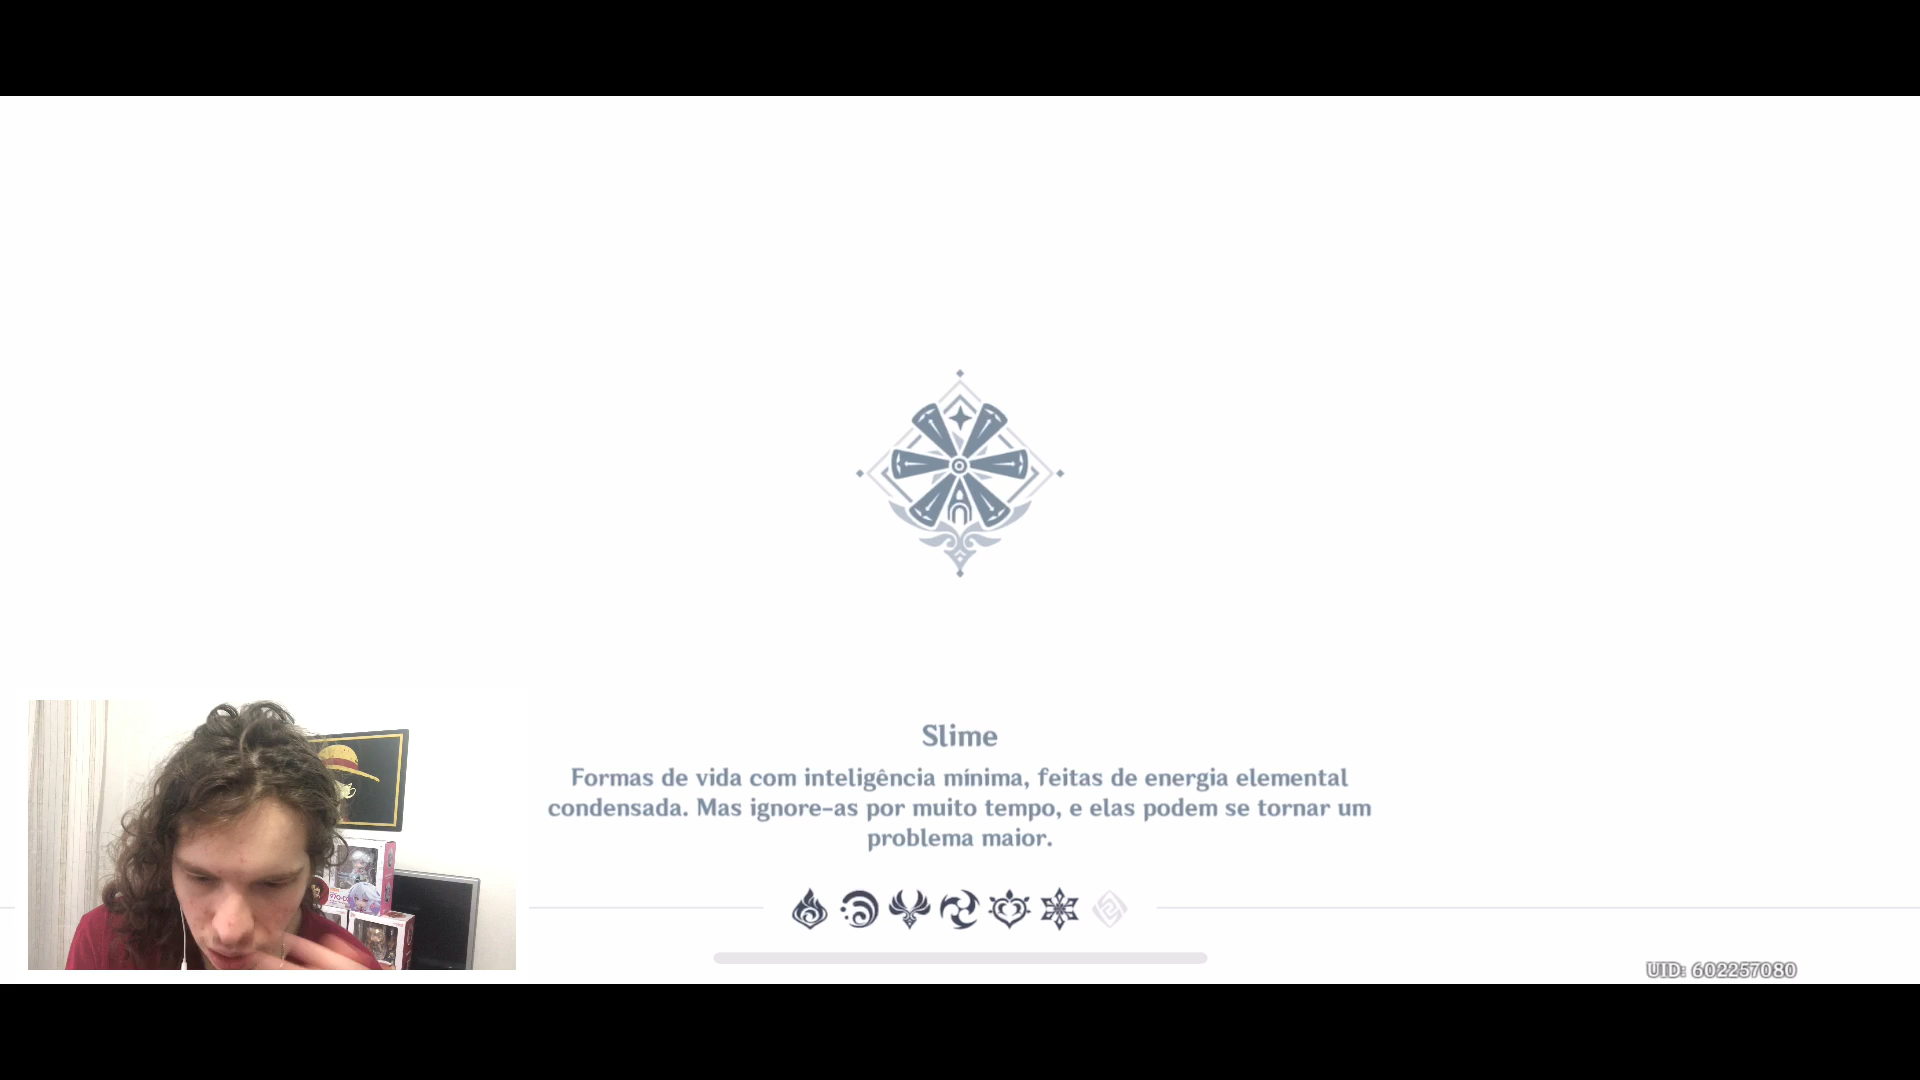 Slime
Formas de vida com inteligência mínima, feitas de energia elemental
condensada. Mas ignore-as por muito tempo, e elas podem se tornar um
problema maior.
UID: 602257080